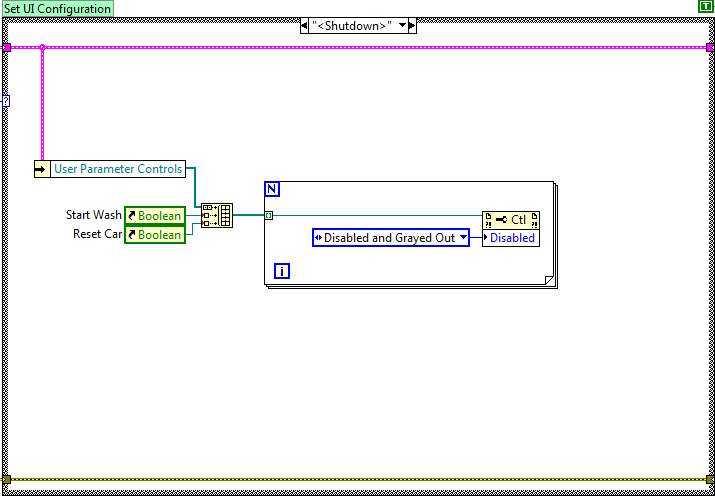 Set UI Configuration
T
"<Shutdown>"
?
User Parameter Controls
Start Wash
Boolean
Reset Car
Boolean
N
Ctl
?! ?!
Disabled and Grayed Out
Disabled
i